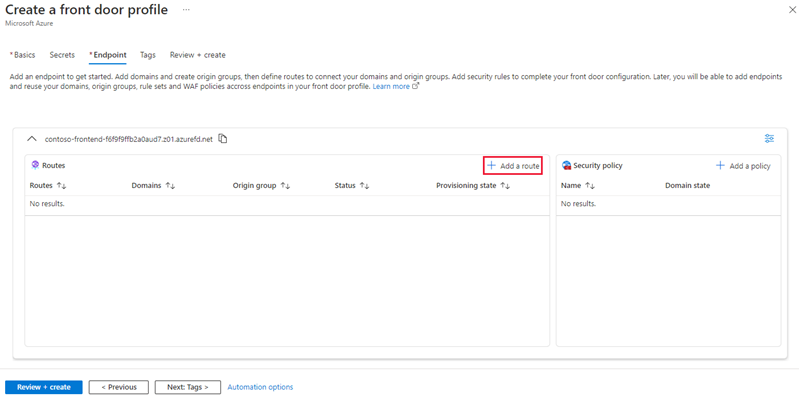 Create a front door profile ...
Microsoft Azure
* Basics Secrets * Endpoint Tags Review + create
Add an endpoint to get started. Add domains and create origin groups, then define routes to connect your domains and origin groups. Add security rules to complete your front door configuration. Later, you will be able to add endpoints
and reuse your domains, origin groups, rule sets and WAF policies accross endpoints in your front door profile. Learn more
contoso-frontend-f6f9f9ffb2a0aud7.z01.azurefd.net
Routes + Add a route
Routes ↑↓ Domains ↑↓ Origin group ↑↓ Status ↑↓ Provisioning state ↑↓
No results.
Security policy + Add a policy
Name ↑↓ Domain state
No results.
Review + create < Previous Next: Tags > Automation options